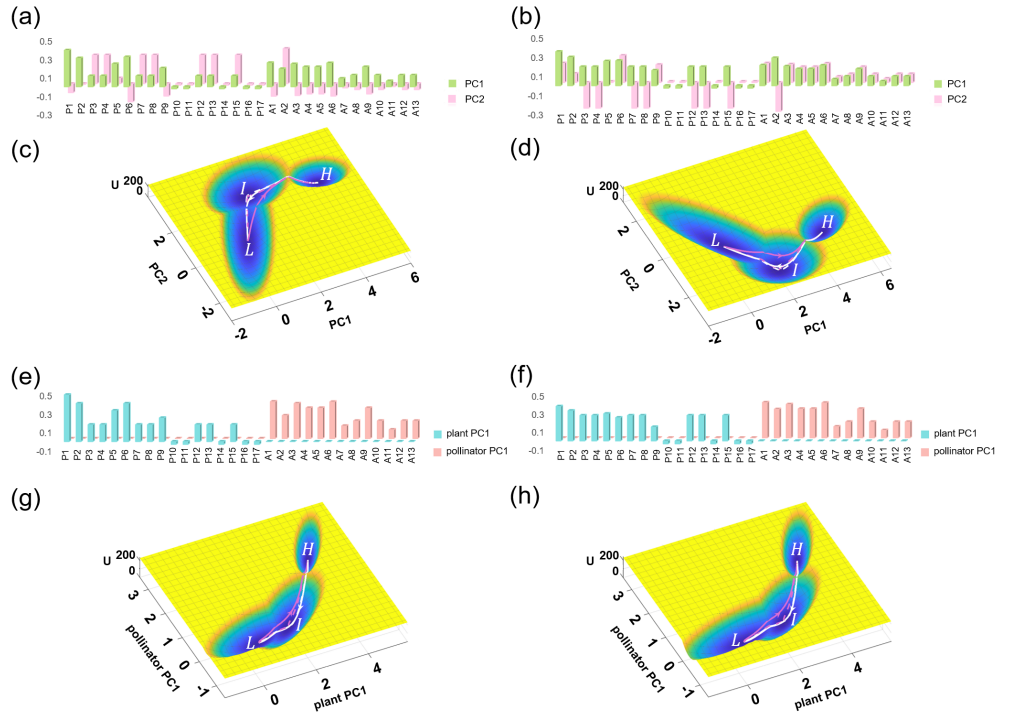 (a)
0.5
0.3
0.1
-0.1
-0.3
P1 P2 P3 P4 P5 P6 P7 P8 P9 P10 P11 P12 P13 P14 P15 P16 P17 A1 A2 A3 A4 A5 A6 A7 A8 A9 A10 A11 A12 A13
PC1
PC2
(b)
0.5
0.3
0.1
-0.1
-0.3
P1 P2 P3 P4 P5 P6 P7 P8 P9 P10 P11 P12 P13 P14 P15 P16 P17 A1 A2 A3 A4 A5 A6 A7 A8 A9 A10 A11 A12 A13
PC1
PC2
(c)
U
200
0
2
0
-2
PC2
-2
0
2
4
6
PC1
L
I
H
(d)
U
200
0
2
0
-2
PC2
-2
0
2
4
6
PC1
L
I
H
(e)
0.5
0.3
0.1
-0.1
P1 P2 P3 P4 P5 P6 P7 P8 P9 P10 P11 P12 P13 P14 P15 P16 P17 A1 A2 A3 A4 A5 A6 A7 A8 A9 A10 A11 A12 A13
plant PC1
pollinator PC1
(f)
0.5
0.3
0.1
-0.1
P1 P2 P3 P4 P5 P6 P7 P8 P9 P10 P11 P12 P13 P14 P15 P16 P17 A1 A2 A3 A4 A5 A6 A7 A8 A9 A10 A11 A12 A13
plant PC1
pollinator PC1
(g)
U
200
0
3
2
1
0
-1
pollinator PC1
0
2
4
plant PC1
L
I
H
(h)
U
200
0
3
2
1
0
-1
pollinator PC1
0
2
4
plant PC1
L
I
H